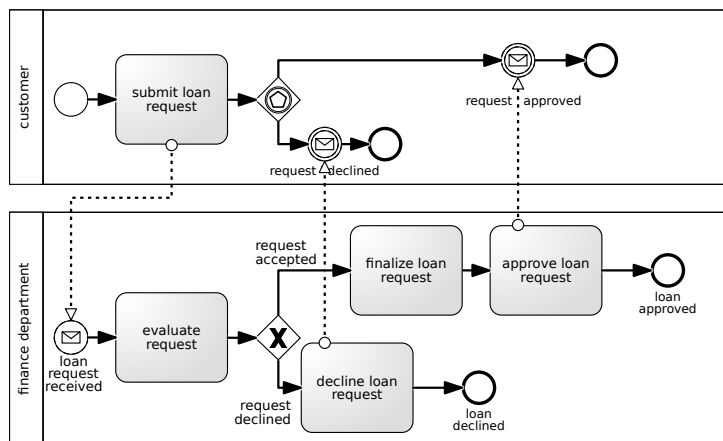 customer
submit loan
request
request approved
request declined
finance department
loan
request
received
evaluate
request
request
accepted
finalize loan
request
approve loan
request
loan
approved
request
declined
decline loan
request
loan
declined